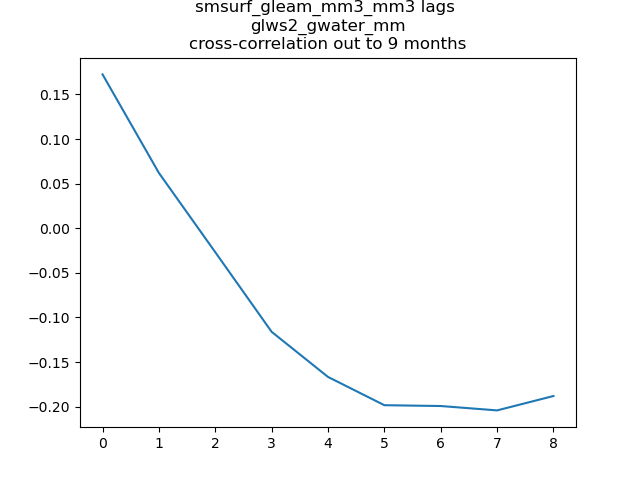 smsurf_gleam_mm3_mm3 lags
glws2_gwater_mm
cross-correlation out to 9 months
0.15
0.10
0.05
0.00
−0.05
−0.10
−0.15
−0.20
0 1 2 3 4 5 6 7 8